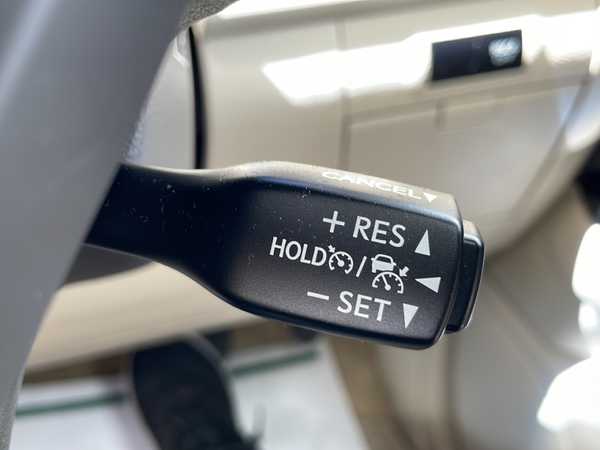 CANCEL
+ RES
HOLD /
− SET